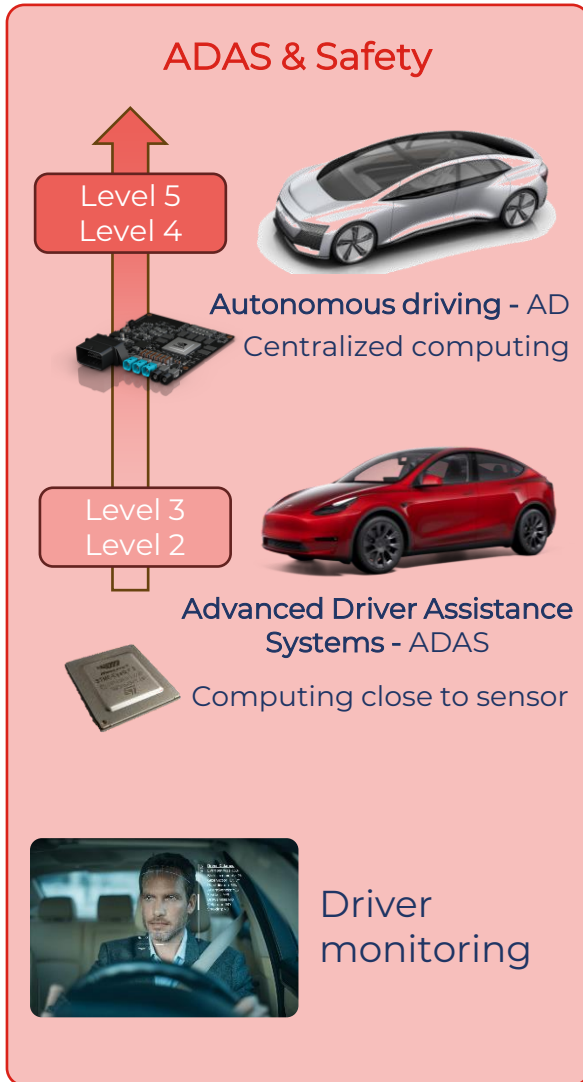 ADAS & Safety
Level 5
Level 4
Autonomous driving - AD
Centralized computing
Level 3
Level 2
Advanced Driver Assistance
Systems - ADAS
Computing close to sensor
Driver
monitoring